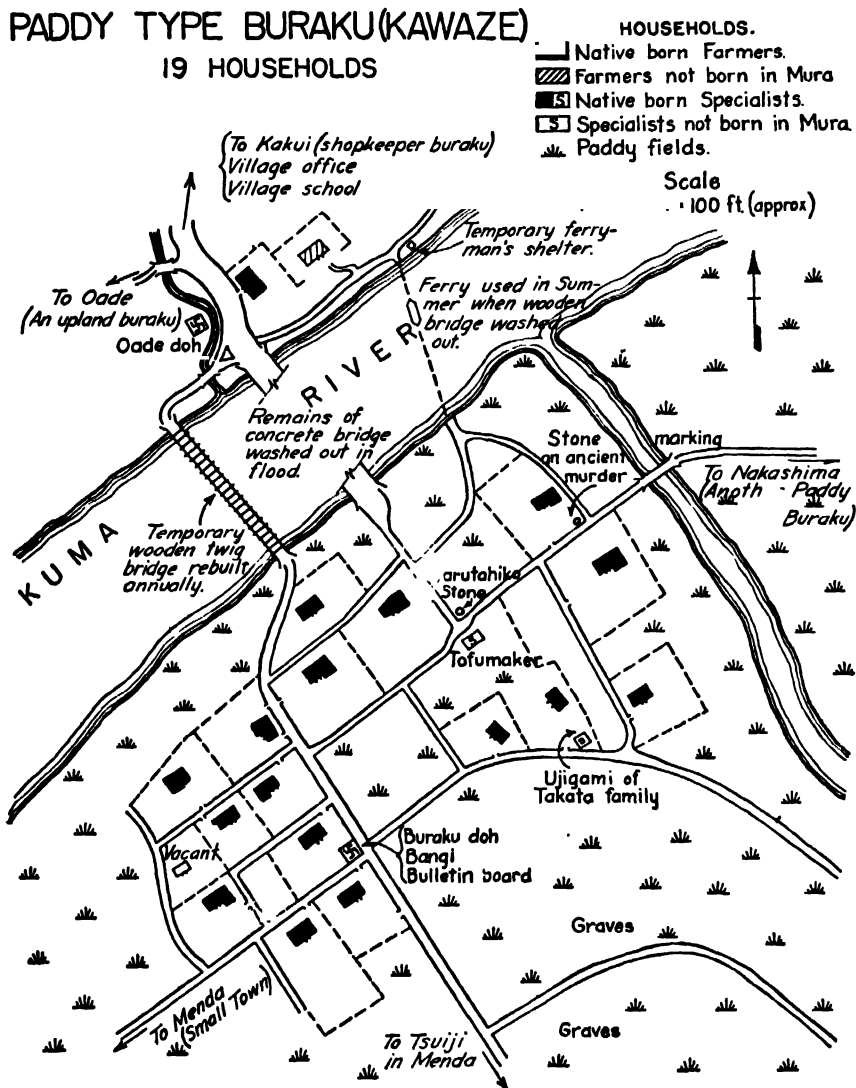 PADDY TYPE BURAKU(KAWAZE)
19 HOUSEHOLDS
HOUSEHOLDS.
Native born Farmers.
Farmers not born in Mura
S Native born Specialists.
S Specialists not born in Mura
Paddy fields.
Scale
100 ft. (approx)
To Kakui (shopkeeper buraku)
Village office
Village school
Temporary ferry-
man's shelter.
To Oade
(An upland buraku)
Oade doh
Ferry used in Sum-
mer when wooden
bridge washed
out.
KUMA RIVER
Remains of
concrete bridge
washed out in
flood.
Stone marking
an ancient
murder
To Nakashima
(Anoth - Paddy
Buraku)
Temporary
wooden twig
bridge rebuilt
annually.
arutahiko
Stone
S
Tofumaker
Ujigami of
Takata family
Buraku doh
Bangi
Bulletin board
Vacant
Graves
Graves
To Menda
(Small Town)
To Tsuiji
in Menda